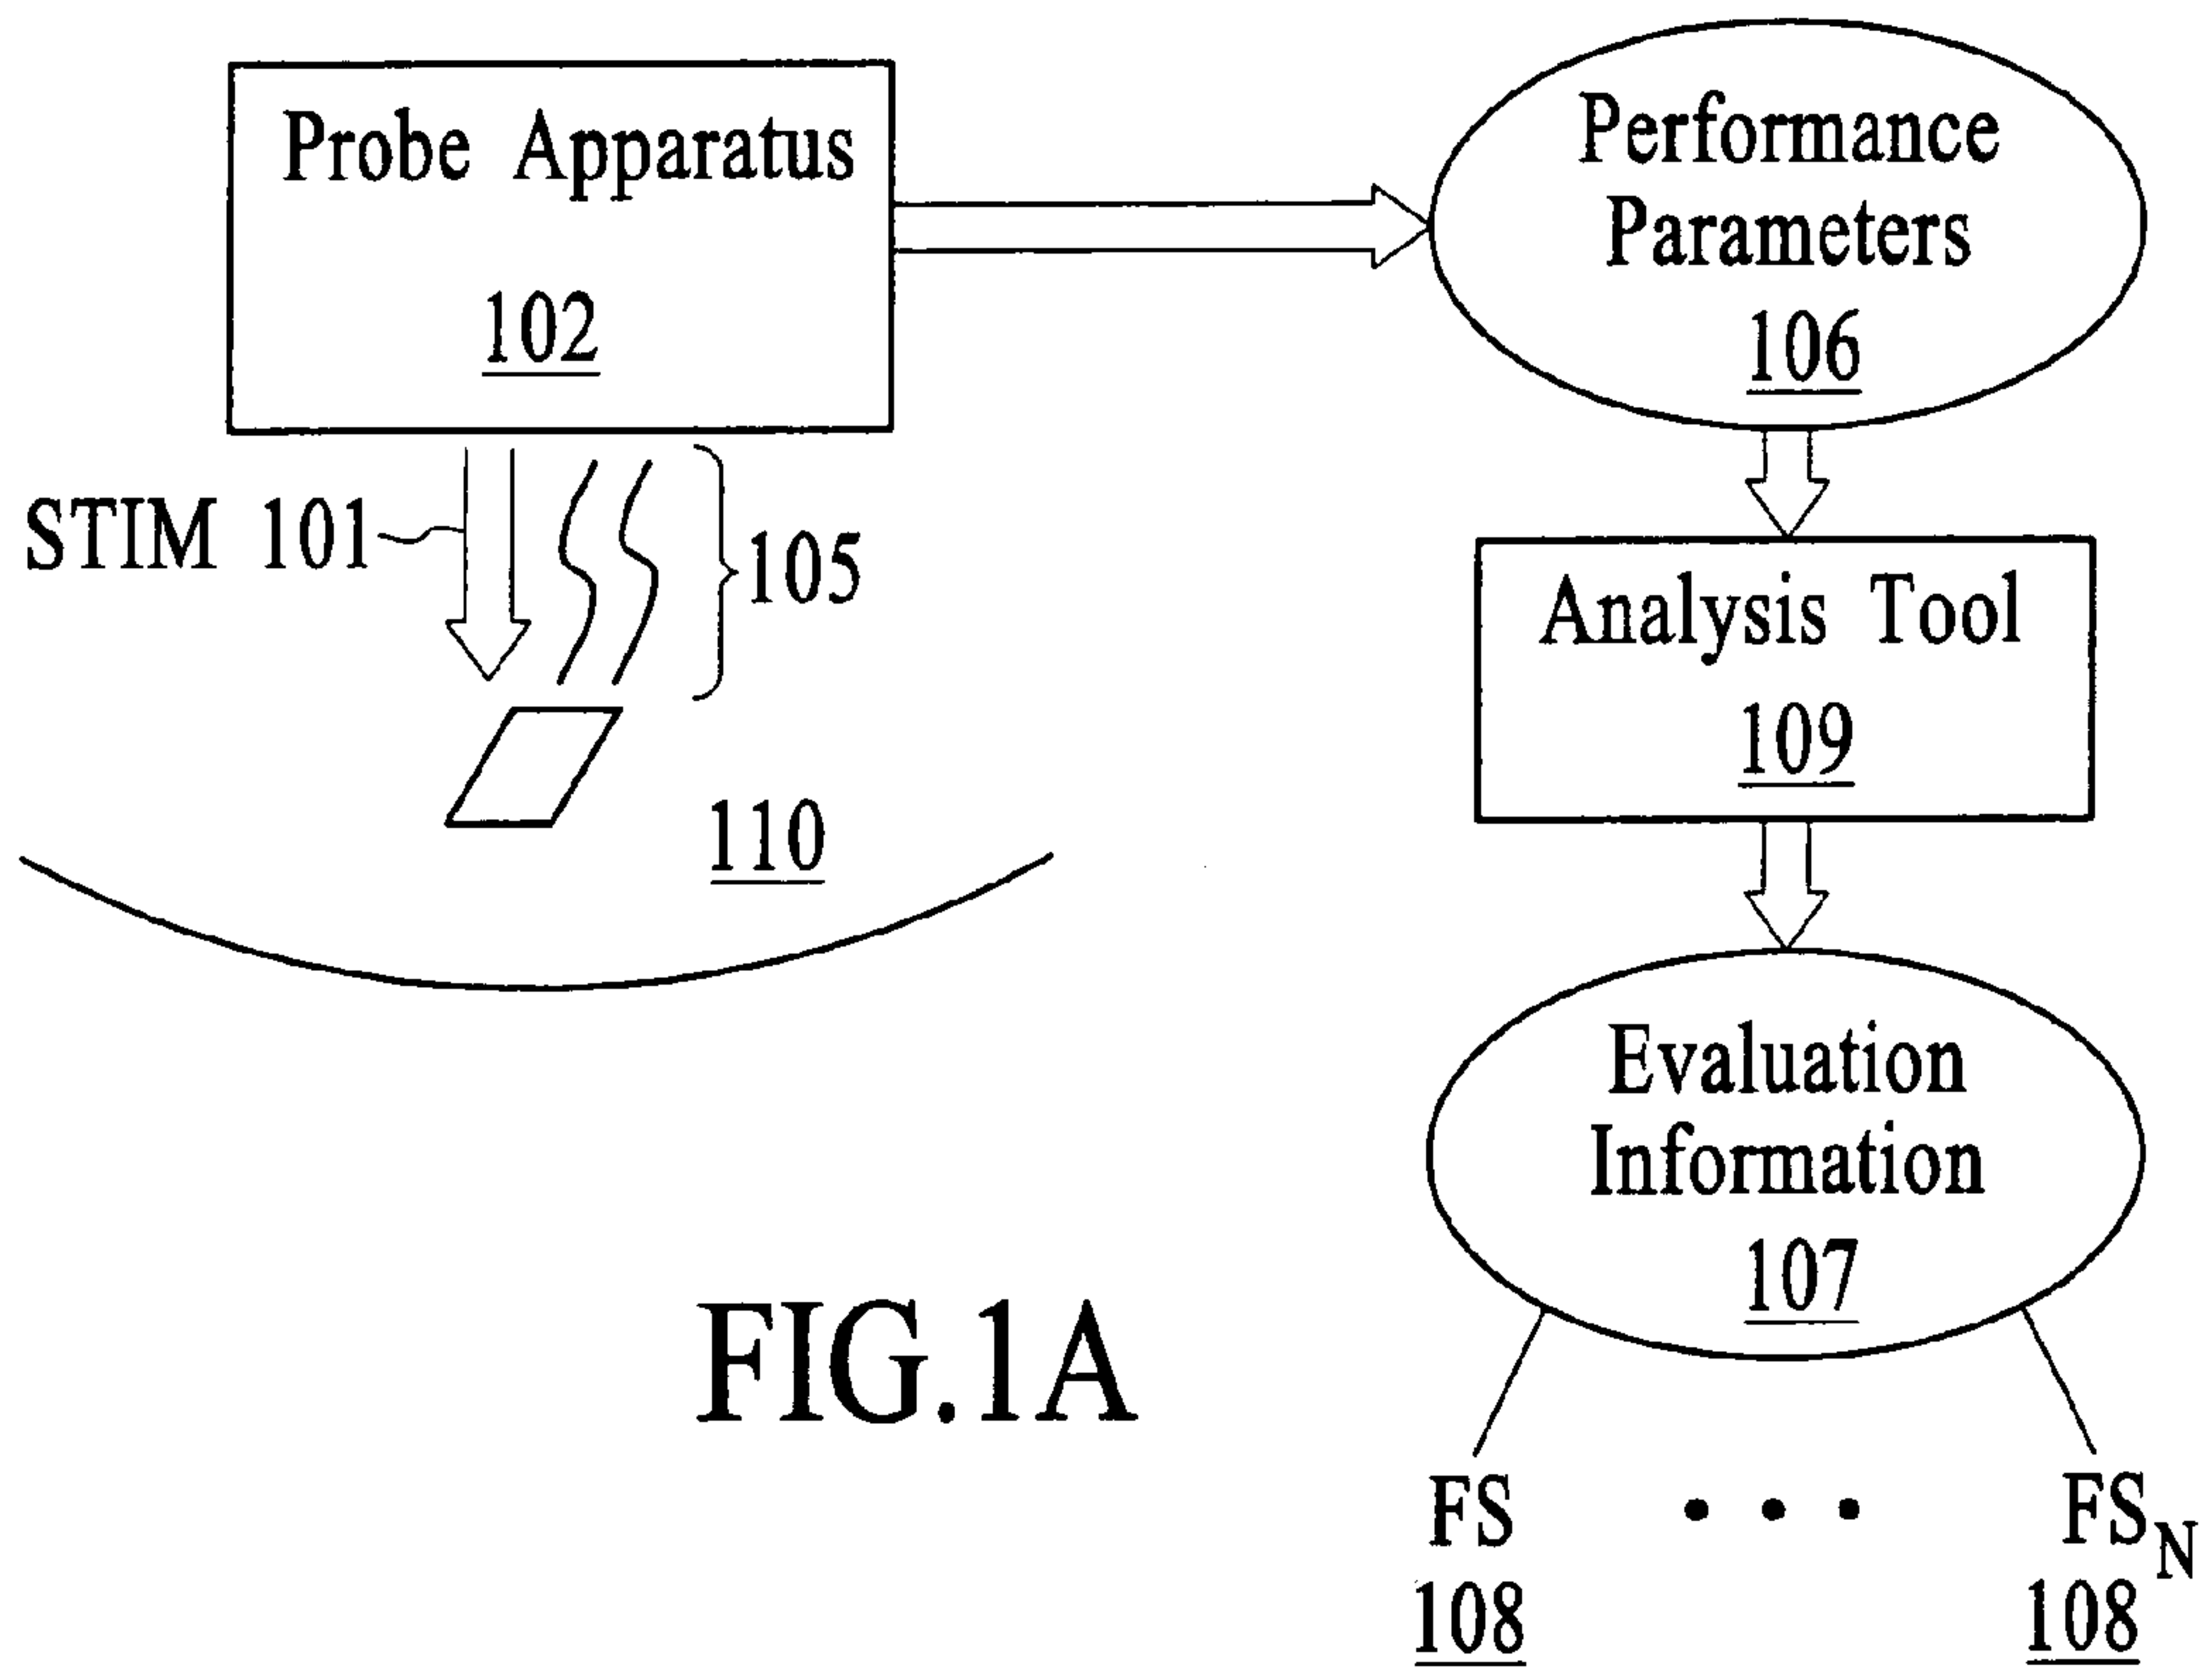 Probe Apparatus
102
Performance
Parameters
106
STIM 101
105
110
Analysis Tool
109
Evaluation
Information
107
FS • • • FS_N
108 108
FIG.1A